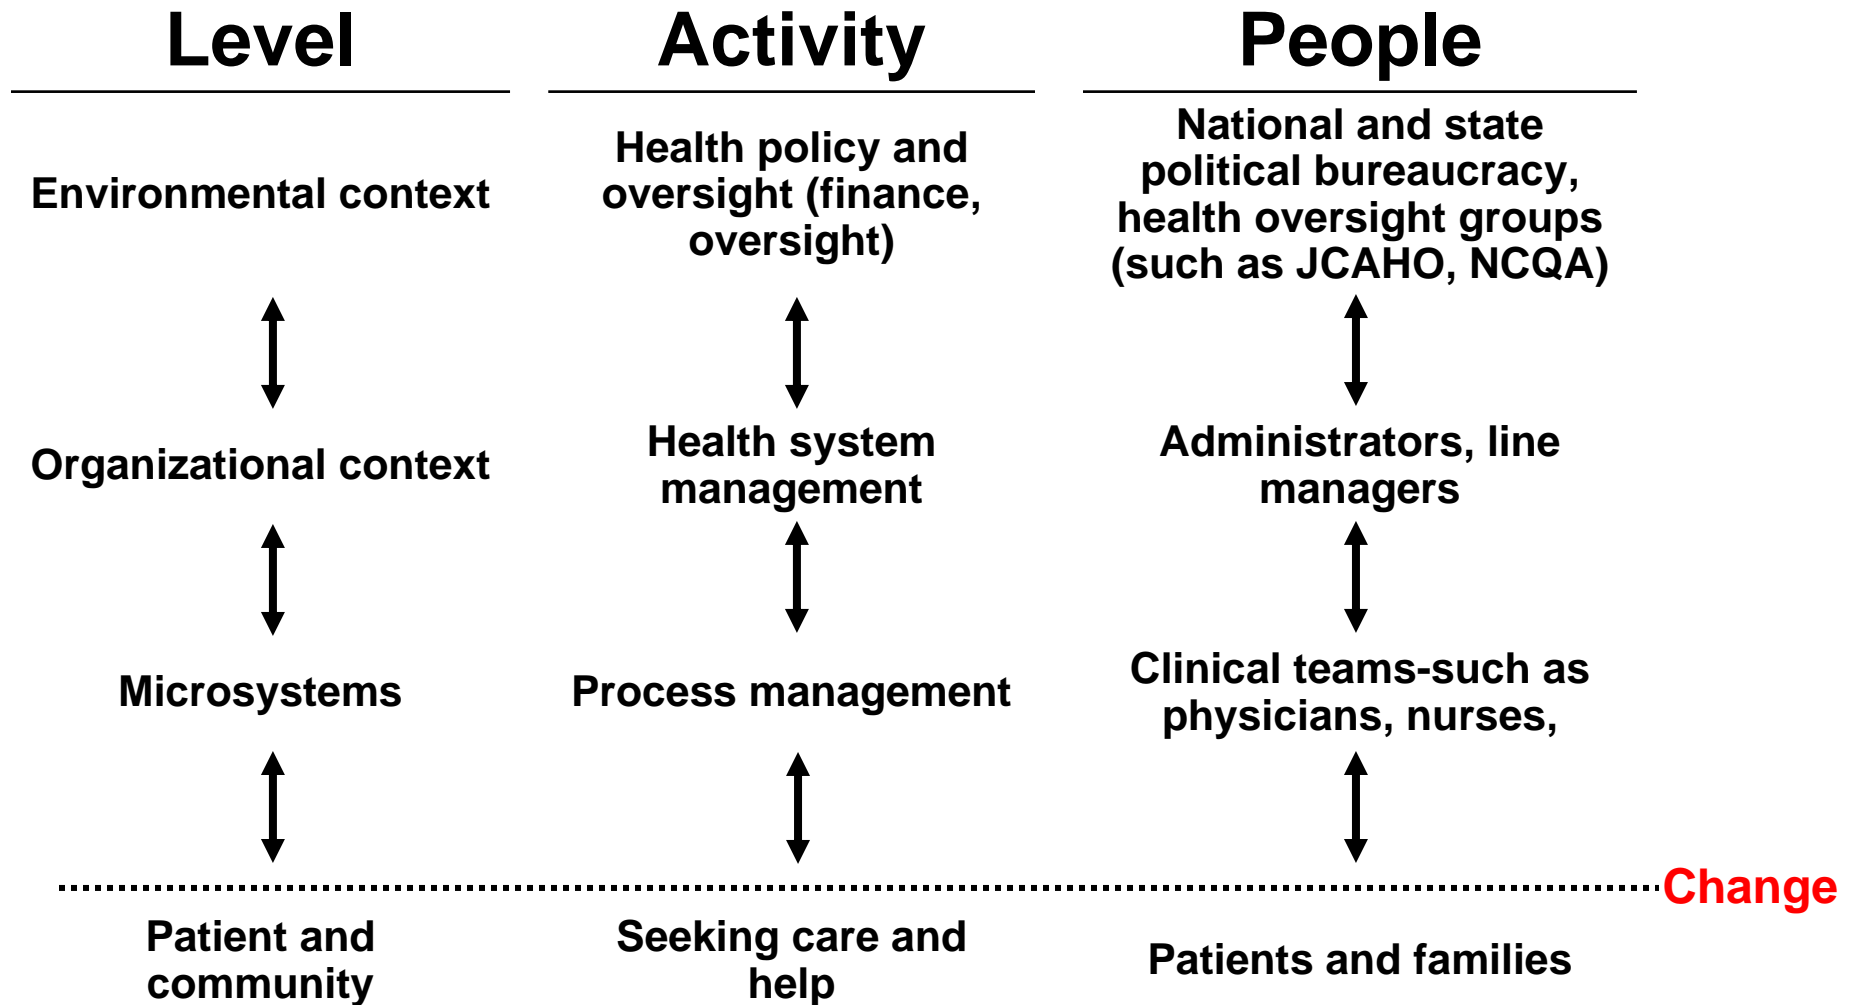 Level
Activity
People
Environmental context
Health policy and
oversight (finance,
oversight)
National and state
political bureaucracy,
health oversight groups
(such as JCAHO, NCQA)
Organizational context
Health system
management
Administrators, line
managers
Microsystems
Process management
Clinical teams-such as
physicians, nurses,
Change
Patient and
community
Seeking care and
help
Patients and families